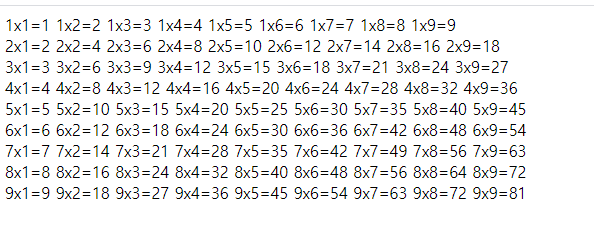 1x1=1 1x2=2 1x3=3 1x4=4 1x5=5 1x6=6 1x7=7 1x8=8 1x9=9
2x1=2 2x2=4 2x3=6 2x4=8 2x5=10 2x6=12 2x7=14 2x8=16 2x9=18
3x1=3 3x2=6 3x3=9 3x4=12 3x5=15 3x6=18 3x7=21 3x8=24 3x9=27
4x1=4 4x2=8 4x3=12 4x4=16 4x5=20 4x6=24 4x7=28 4x8=32 4x9=36
5x1=5 5x2=10 5x3=15 5x4=20 5x5=25 5x6=30 5x7=35 5x8=40 5x9=45
6x1=6 6x2=12 6x3=18 6x4=24 6x5=30 6x6=36 6x7=42 6x8=48 6x9=54
7x1=7 7x2=14 7x3=21 7x4=28 7x5=35 7x6=42 7x7=49 7x8=56 7x9=63
8x1=8 8x2=16 8x3=24 8x4=32 8x5=40 8x6=48 8x7=56 8x8=64 8x9=72
9x1=9 9x2=18 9x3=27 9x4=36 9x5=45 9x6=54 9x7=63 9x8=72 9x9=81